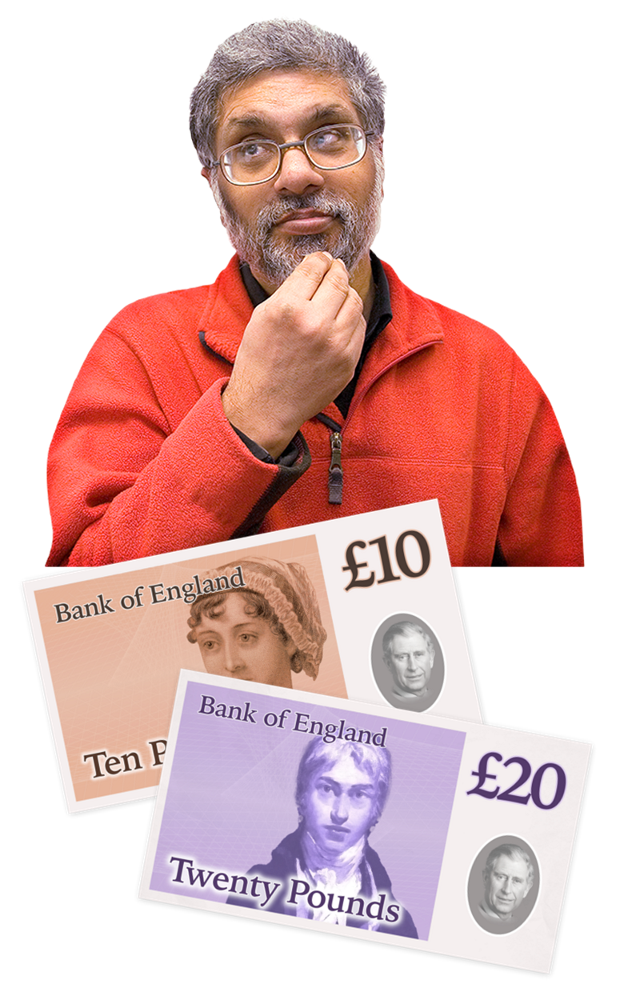 £10
Bank of England
Ten P
£20
Bank of England
Twenty Pounds